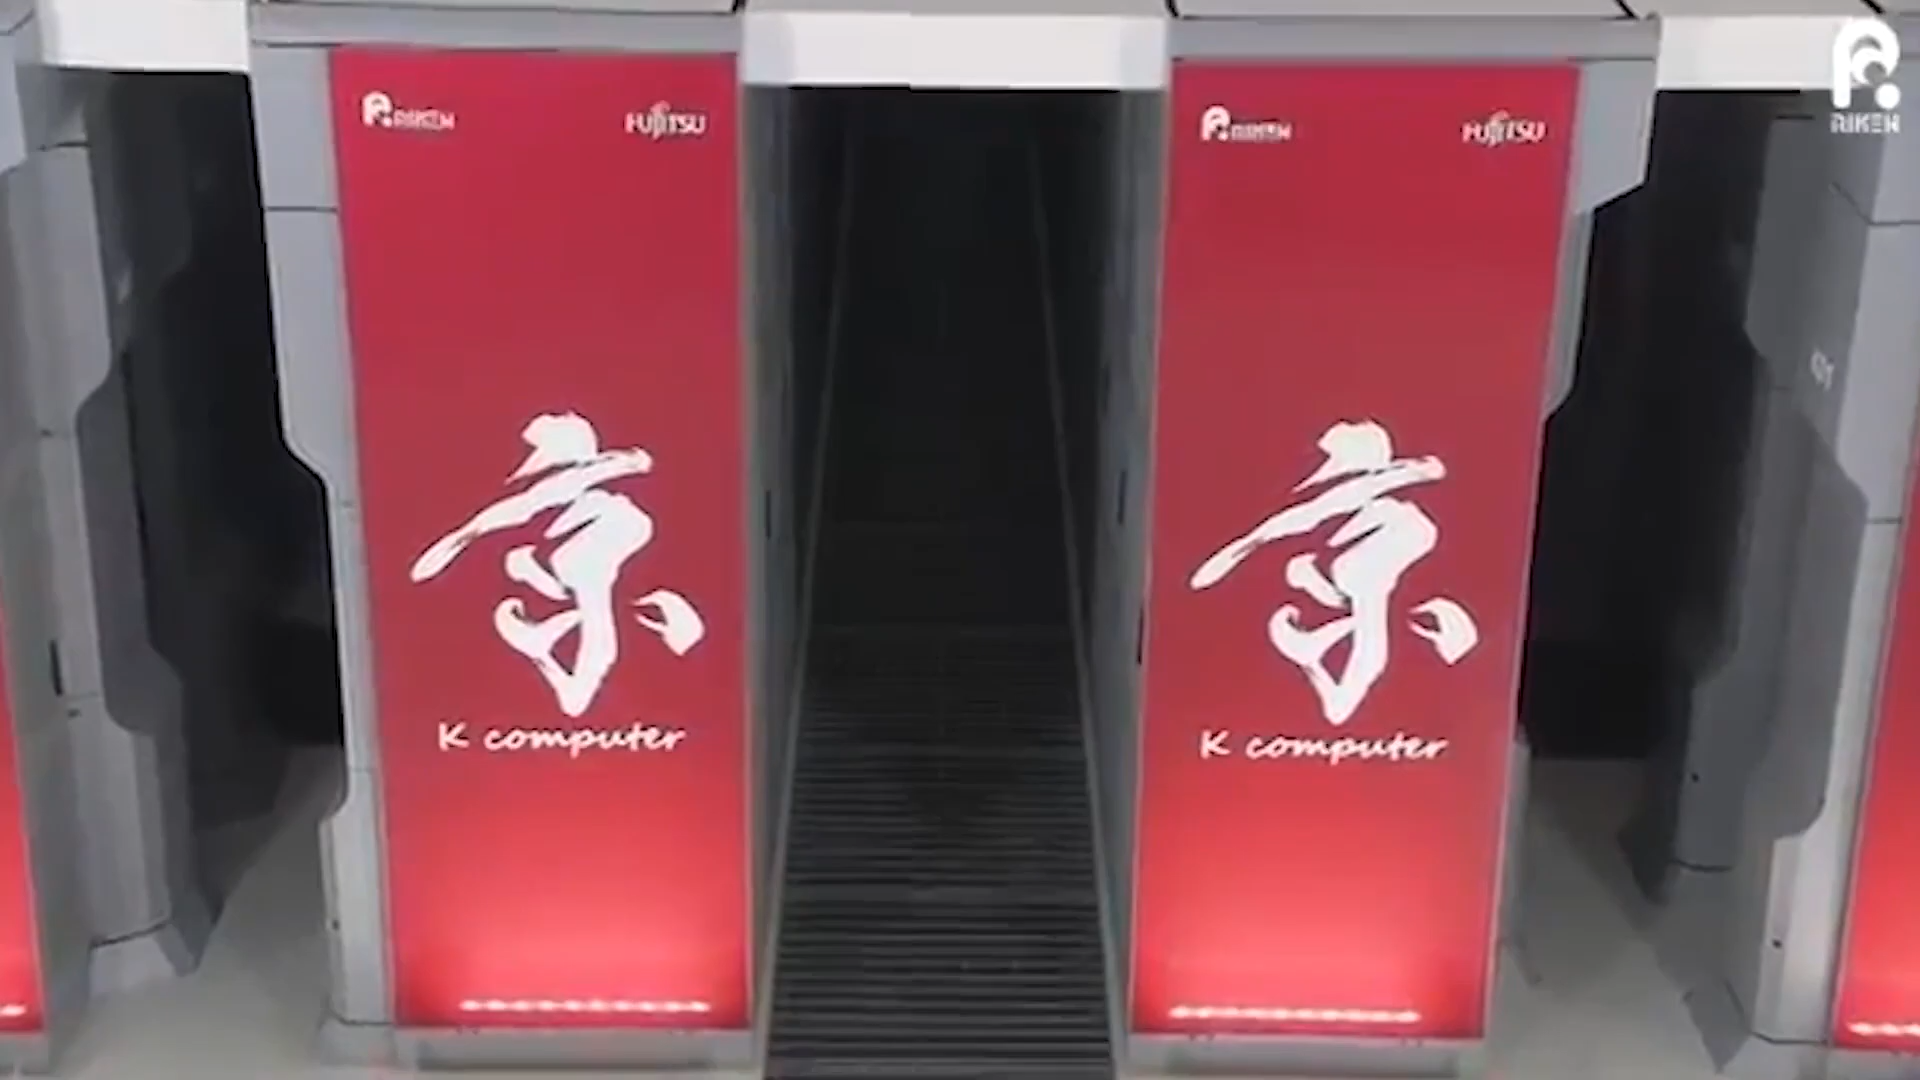 RIKEN FUJITSU
京
K computer
RIKEN FUJITSU
京
K computer
RIKEN